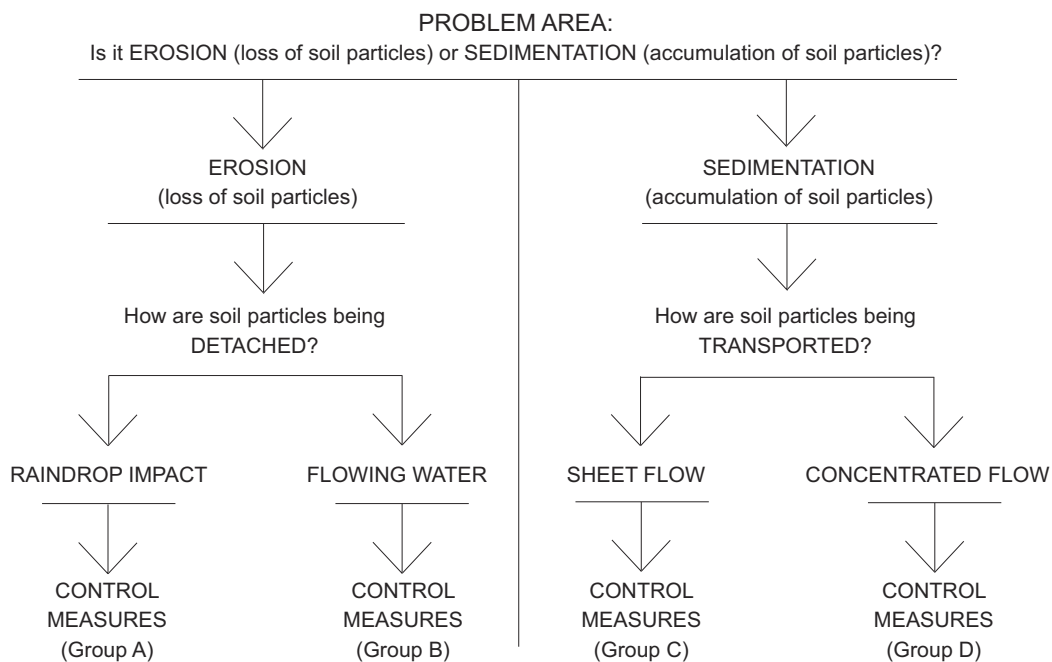 PROBLEM AREA:
Is it EROSION (loss of soil particles) or SEDIMENTATION (accumulation of soil particles)?
EROSION
(loss of soil particles)
SEDIMENTATION
(accumulation of soil particles)
How are soil particles being
DETACHED?
How are soil particles being
TRANSPORTED?
RAINDROP IMPACT
FLOWING WATER
SHEET FLOW
CONCENTRATED FLOW
CONTROL
MEASURES
(Group A)
CONTROL
MEASURES
(Group B)
CONTROL
MEASURES
(Group C)
CONTROL
MEASURES
(Group D)